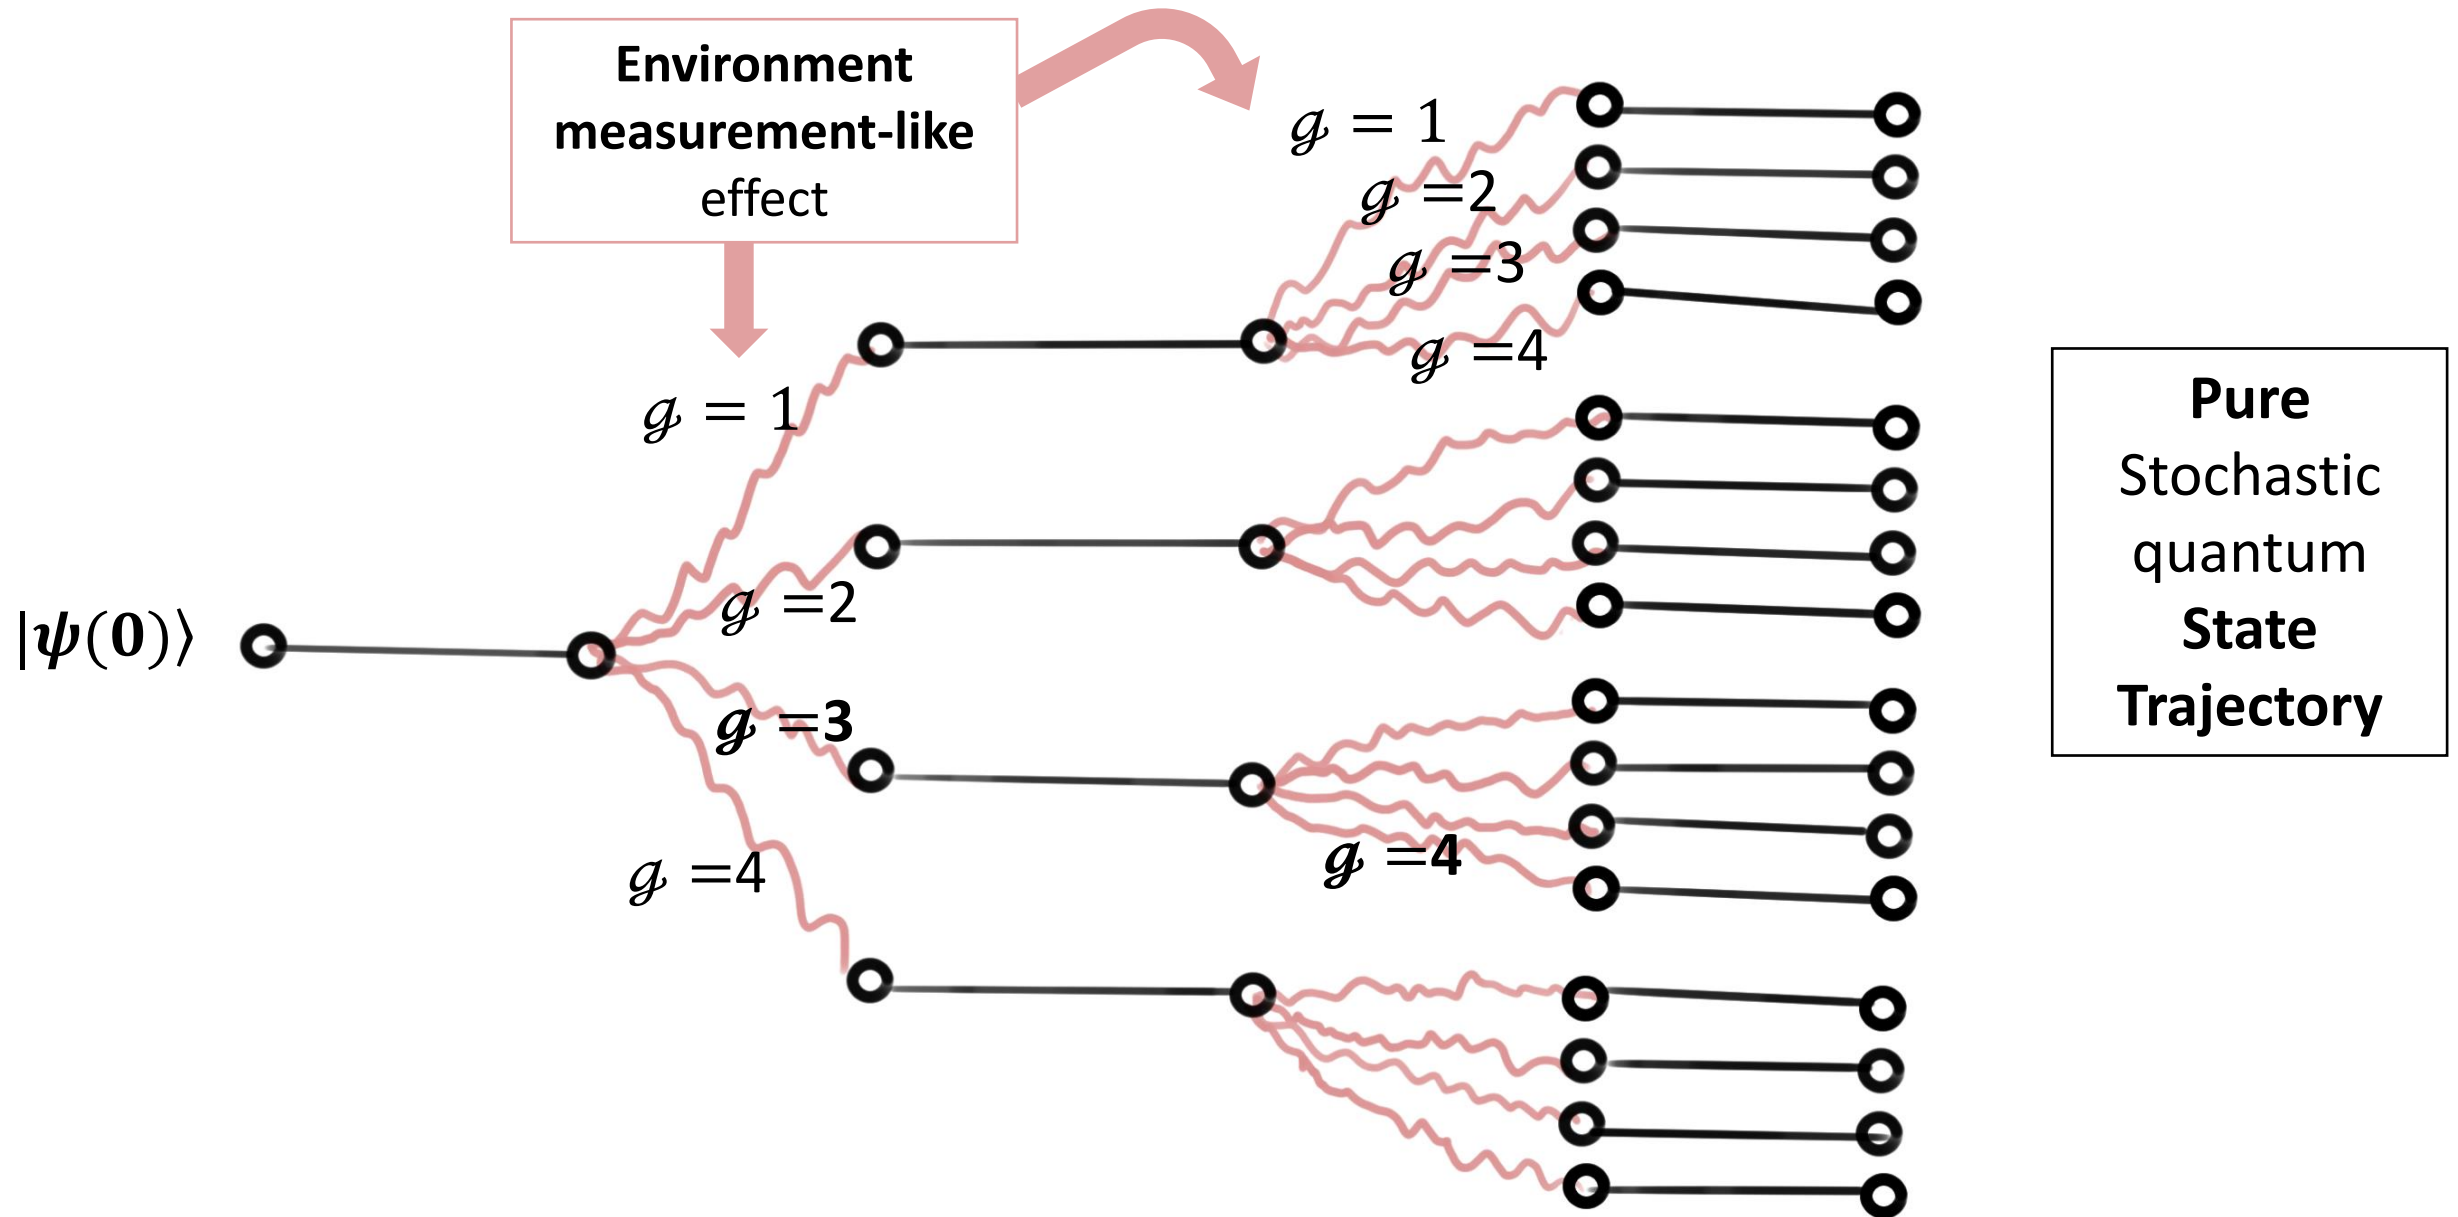 Environment
measurement-like
effect
ℊ = 1
ℊ =2
ℊ =3
ℊ =4
ℊ = 1
ℊ =2
ℊ =3
ℊ =4
|ψ(0)⟩
ℊ =4
Pure
Stochastic
quantum
State
Trajectory